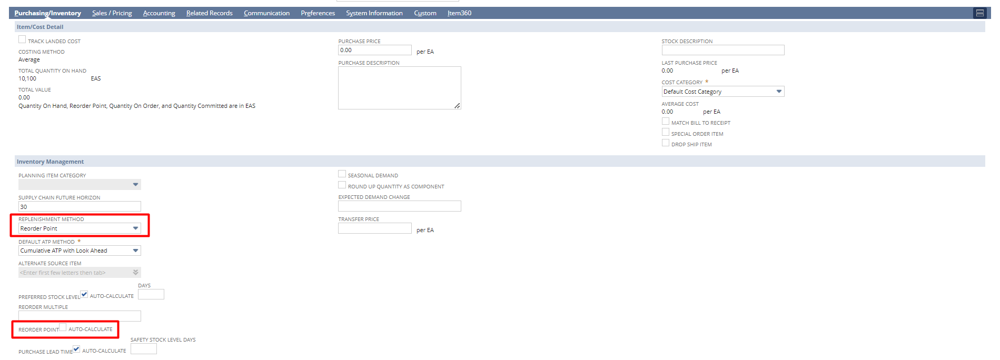 Purchasing/Inventory Sales / Pricing Accounting Related Records Communication Preferences System Information Custom Item360
Item/Cost Detail
TRACK LANDED COST
COSTING METHOD
Average
TOTAL QUANTITY ON HAND
10,100 EAS
TOTAL VALUE
0.00
Quantity On Hand, Reorder Point, Quantity On Order, and Quantity Committed are in EAS
PURCHASE PRICE
0.00 per EA
PURCHASE DESCRIPTION
STOCK DESCRIPTION
LAST PURCHASE PRICE
0.00 per EA
COST CATEGORY *
Default Cost Category
AVERAGE COST
0.00 per EA
MATCH BILL TO RECEIPT
SPECIAL ORDER ITEM
DROP SHIP ITEM
Inventory Management
PLANNING ITEM CATEGORY
SUPPLY CHAIN FUTURE HORIZON
30
REPLENISHMENT METHOD
Reorder Point
DEFAULT ATP METHOD *
Cumulative ATP with Look Ahead
ALTERNATE SOURCE ITEM
<Enter first few letters then tab>
DAYS
PREFERRED STOCK LEVEL AUTO-CALCULATE
REORDER MULTIPLE
REORDER POINT AUTO-CALCULATE
SAFETY STOCK LEVEL DAYS
PURCHASE LEAD TIME AUTO-CALCULATE
SEASONAL DEMAND
ROUND UP QUANTITY AS COMPONENT
EXPECTED DEMAND CHANGE
TRANSFER PRICE
per EA